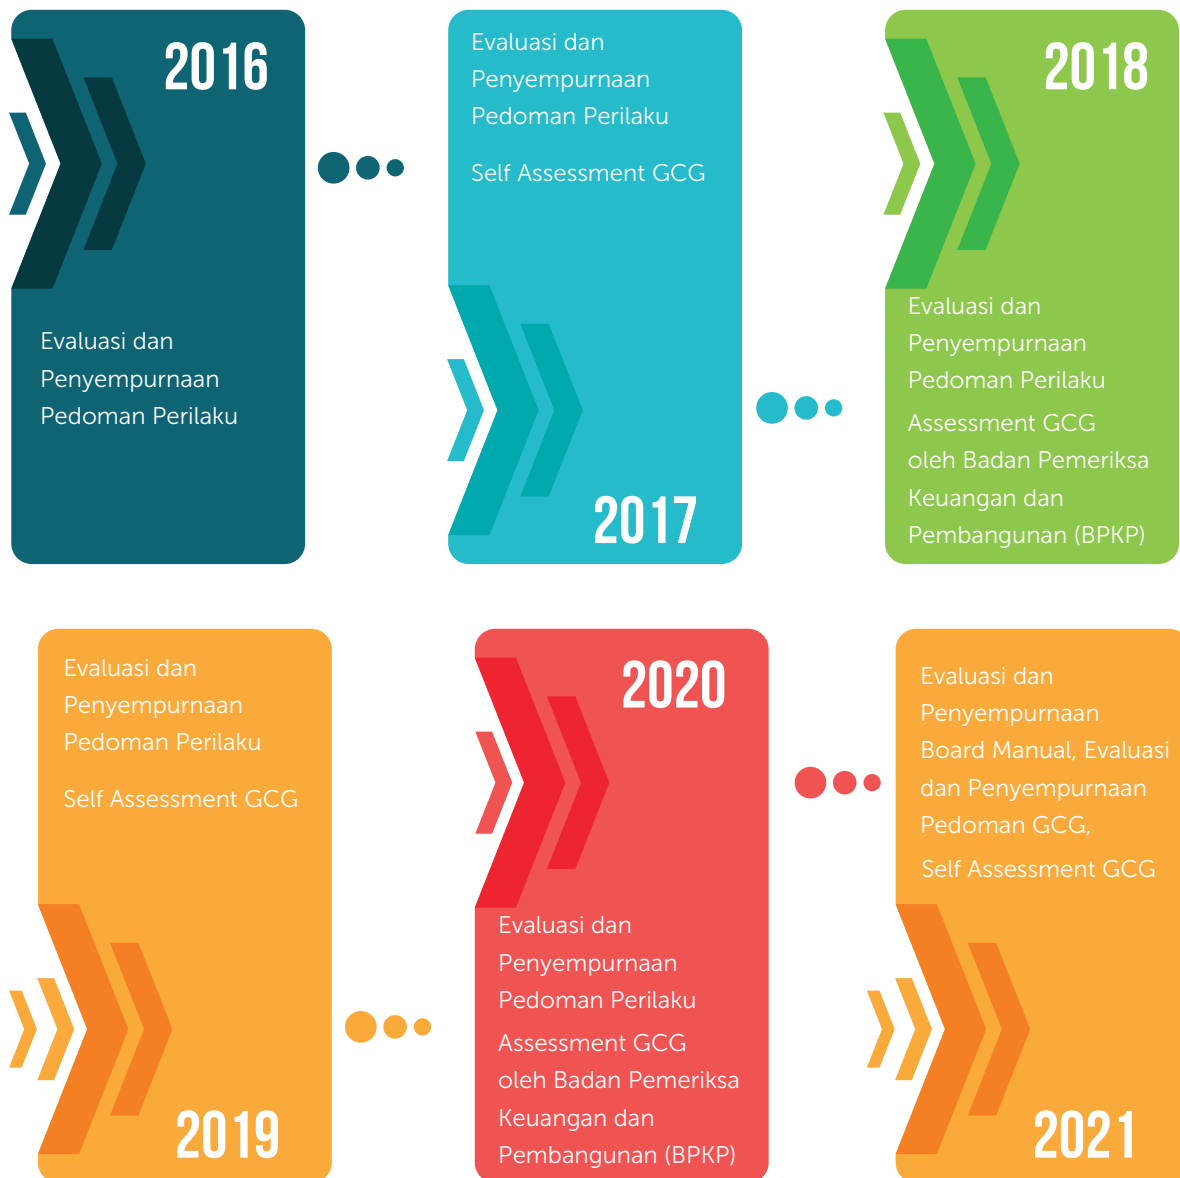 2016
Evaluasi dan
Penyempurnaan
Pedoman Perilaku
Evaluasi dan
Penyempurnaan
Pedoman Perilaku
Self Assessment GCG
2017
2018
Evaluasi dan
Penyempurnaan
Pedoman Perilaku
Assessment GCG
oleh Badan Pemeriksa
Keuangan dan
Pembangunan (BPKP)
Evaluasi dan
Penyempurnaan
Pedoman Perilaku
Self Assessment GCG
2019
2020
Evaluasi dan
Penyempurnaan
Pedoman Perilaku
Assessment GCG
oleh Badan Pemeriksa
Keuangan dan
Pembangunan (BPKP)
Evaluasi dan
Penyempurnaan
Board Manual, Evaluasi
dan Penyempurnaan
Pedoman GCG,
Self Assessment GCG
2021